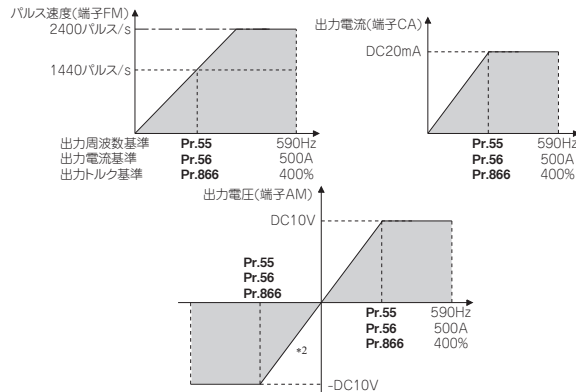 パルス速度(端子FM)
2400パルス/s
1440パルス/s
出力周波数基準 Pr.55 590Hz
出力電流基準 Pr.56 500A
出力トルク基準 Pr.866 400%
出力電流(端子CA)
DC20mA
Pr.55 590Hz
Pr.56 500A
Pr.866 400%
出力電圧(端子AM)
DC10V
Pr.55
Pr.56
Pr.866
Pr.55 590Hz
Pr.56 500A
Pr.866 400%
*2
-DC10V